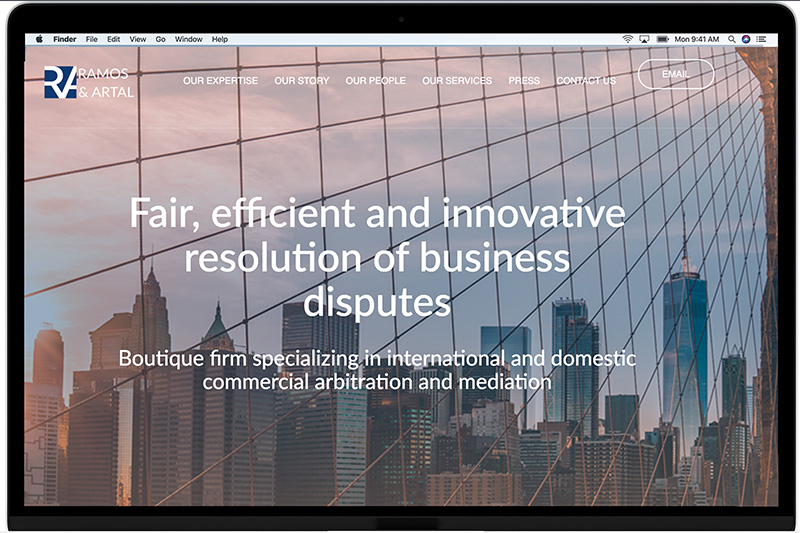 Finder File Edit View Go Window Help Mon 9:41 AM
RA RAMOS
& ARTAL
OUR EXPERTISE OUR STORY OUR PEOPLE OUR SERVICES PRESS CONTACT US EMAIL
Fair, efficient and innovative
resolution of business
disputes
Boutique firm specializing in international and domestic
commercial arbitration and mediation